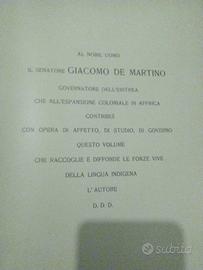 AL NOBIL UOMO
IL SENATORE GIACOMO DE MARTINO
GOVERNATORE DELL'ERITREA
CHE ALL'ESPANSIONE COLONIALE IN AFFRICA
CONTRIBUÌ
CON OPERA DI AFFETTO, DI STUDIO, DI GOVERNO
QUESTO VOLUME
CHE RACCOGLIE E DIFFONDE LE FORZE VIVE
DELLA LINGUA INDIGENA
L'AUTORE
D. D. D.
subito